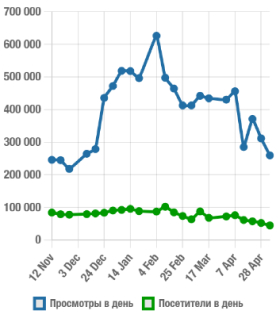 700 000
600 000
500 000
400 000
300 000
200 000
100 000
0
12 Nov
3 Dec
24 Dec
14 Jan
4 Feb
25 Feb
17 Mar
7 Apr
28 Apr
Просмотры в день
Посетители в день